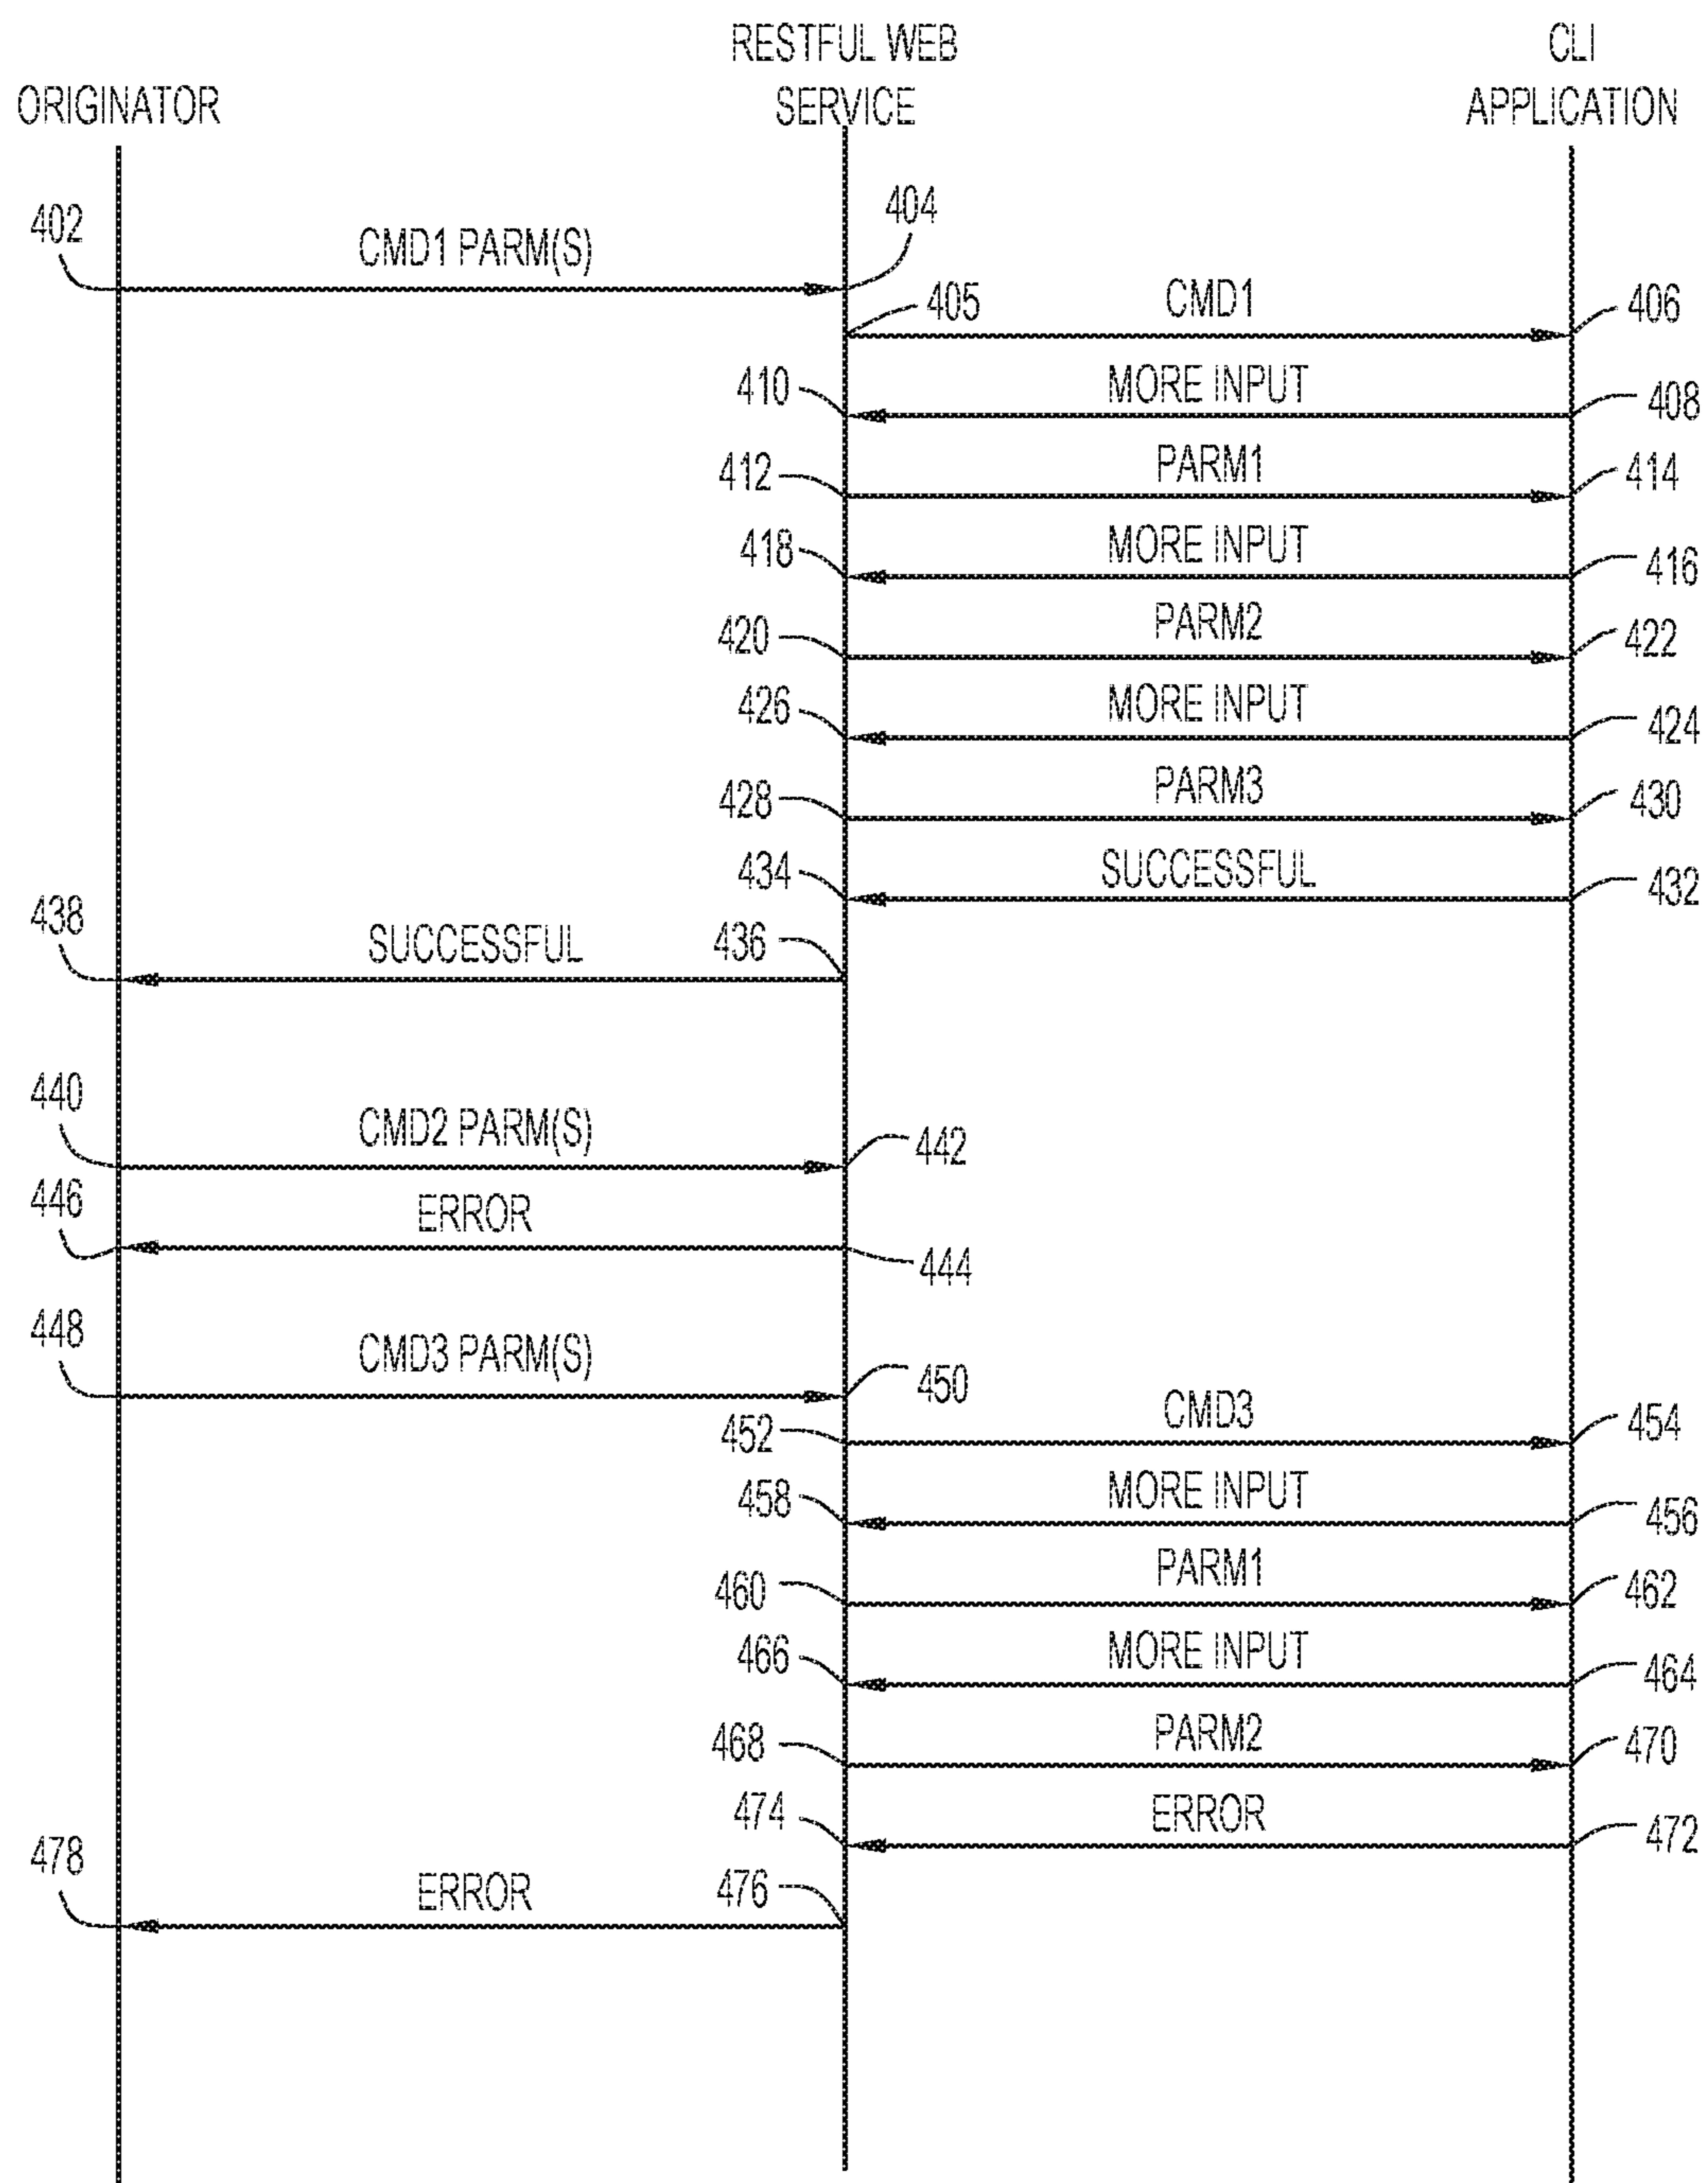 RESTFUL WEB
SERVICE
CLI
APPLICATION
ORIGINATOR
402
CMD1 PARM(S)
404
405
CMD1
406
410
MORE INPUT
408
412
PARM1
414
418
MORE INPUT
416
420
PARM2
422
426
MORE INPUT
424
428
PARM3
430
434
SUCCESSFUL
432
438
SUCCESSFUL
436
440
CMD2 PARM(S)
442
446
ERROR
444
448
CMD3 PARM(S)
450
452
CMD3
454
458
MORE INPUT
456
460
PARM1
462
466
MORE INPUT
464
468
PARM2
470
474
ERROR
472
478
ERROR
476